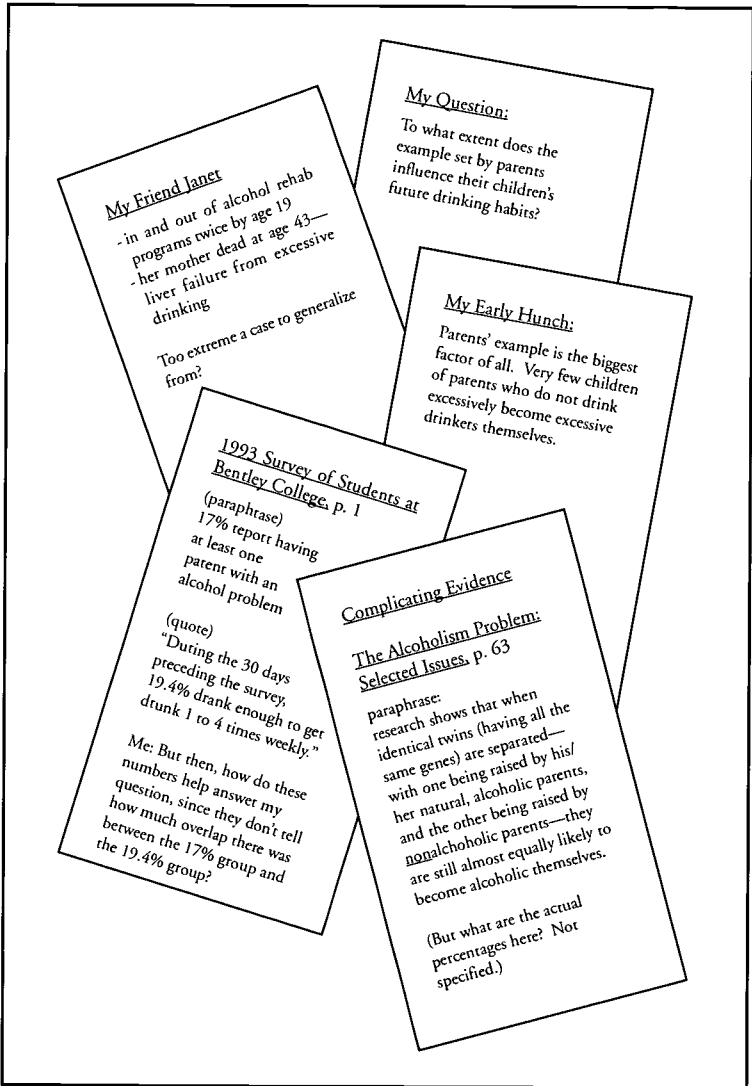 My Question:
To what extent does the
example set by parents
influence their children's
future drinking habits?
My Friend Janet
- in and out of alcohol rehab
programs twice by age 19
- her mother dead at age 43—
liver failure from excessive
drinking
Too extreme a case to generalize
from?
My Early Hunch:
Parents' example is the biggest
factor of all. Very few children
of parents who do not drink
excessively become excessive
drinkers themselves.
1993 Survey of Students at
Bentley College, p. 1
(paraphrase)
17% report having
at least one
parent with an
alcohol problem
(quote)
"During the 30 days
preceding the survey,
19.4% drank enough to get
drunk 1 to 4 times weekly."
Me: But then, how do these
numbers help answer my
question, since they don't tell
how much overlap there was
between the 17% group and
the 19.4% group?
Complicating Evidence
The Alcoholism Problem:
Selected Issues, p. 63
paraphrase:
research shows that when
identical twins (having all the
same genes) are separated—
with one being raised by his/
her natural, alcoholic parents,
and the other being raised by
nonalchoholic parents—they
are still almost equally likely to
become alcoholic themselves.
(But what are the actual
percentages here? Not
specified.)